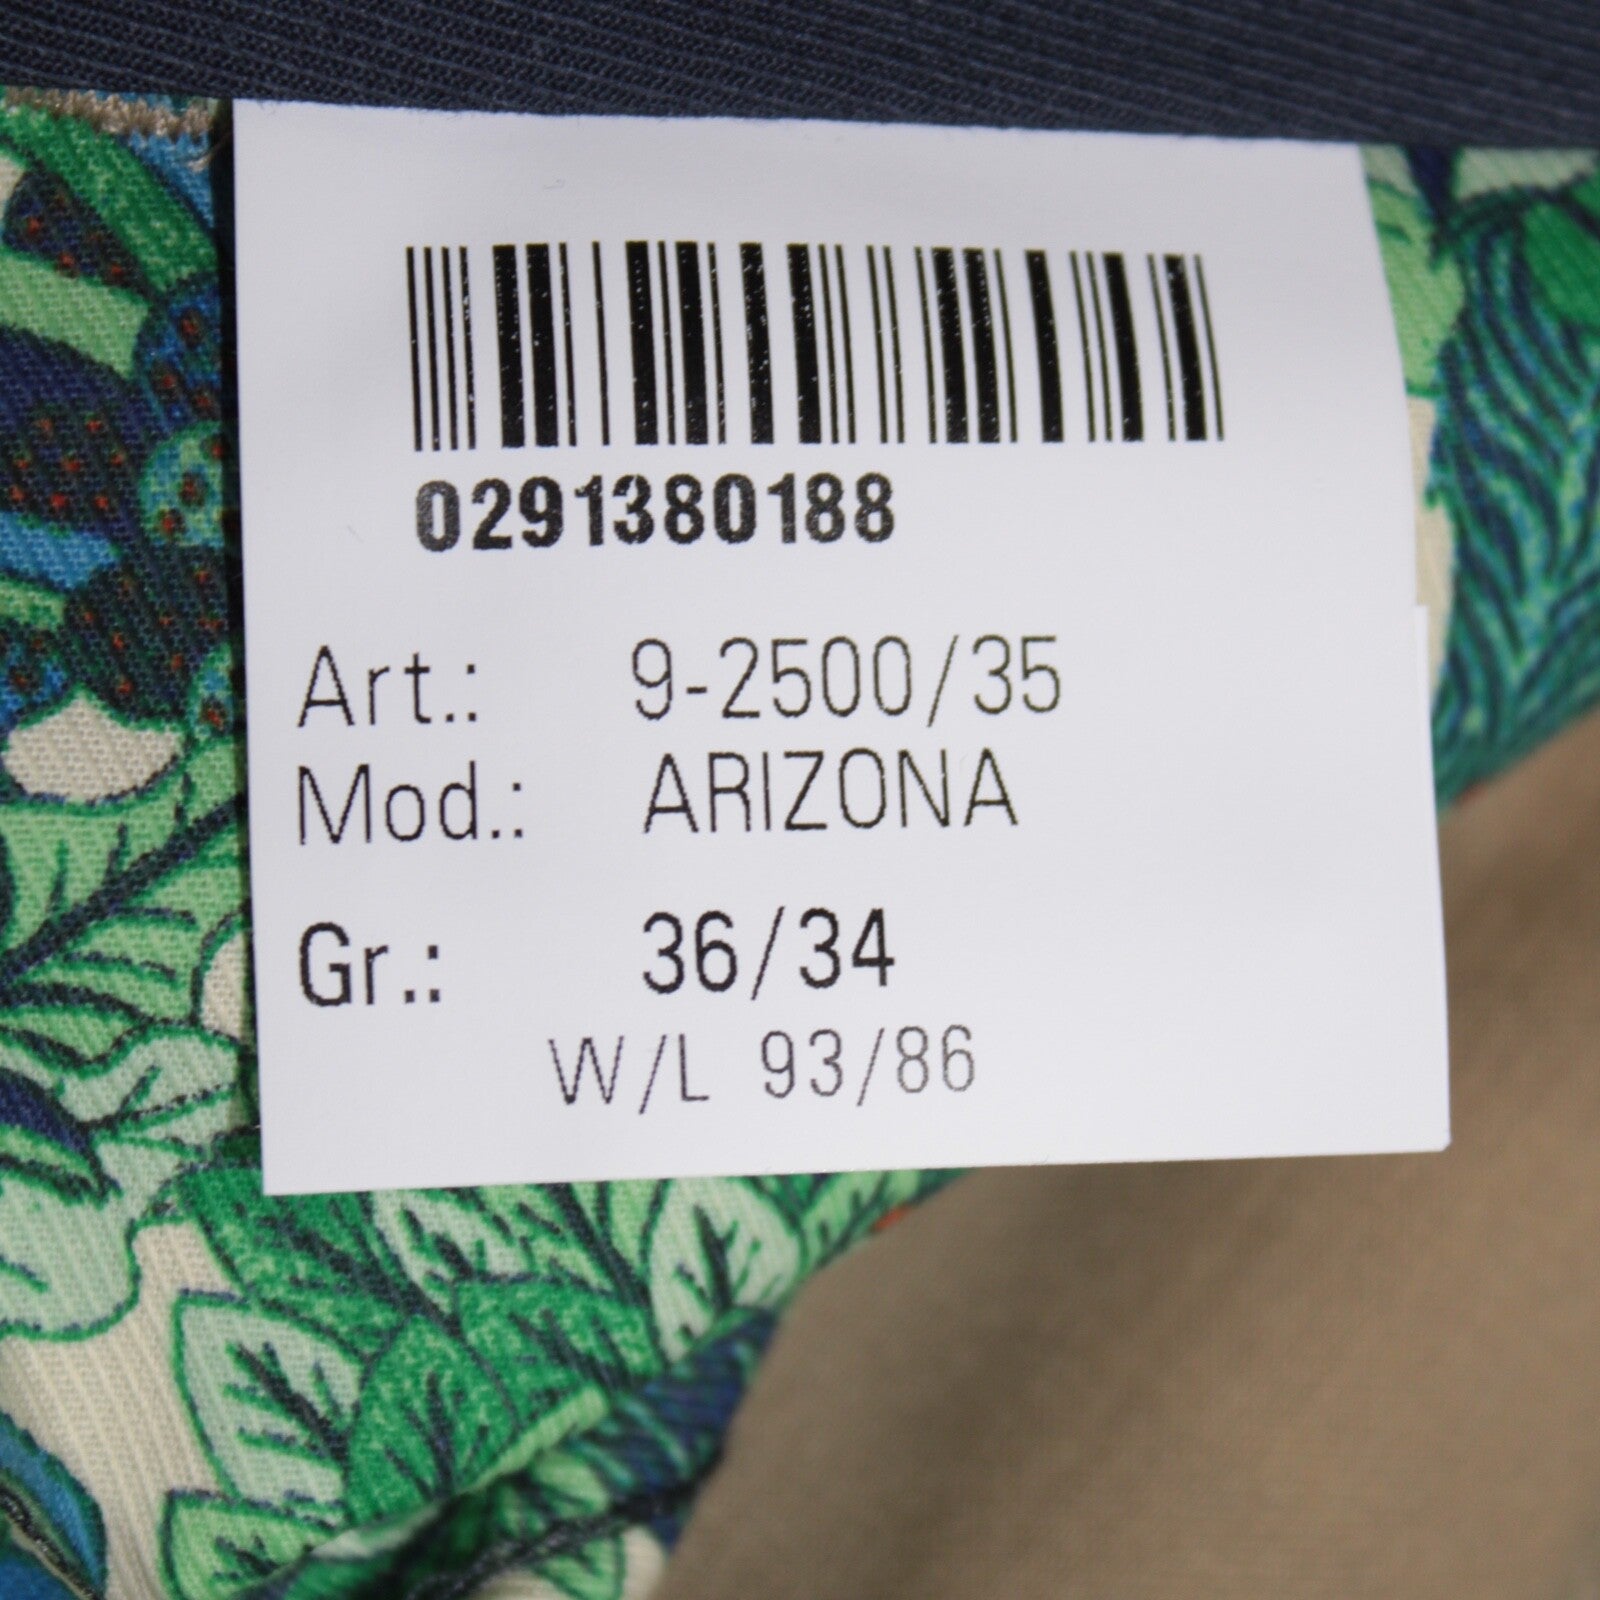 0291380188
Art.: 9-2500/35
Mod.: ARIZONA
Gr.: 36/34
W/L 93/86